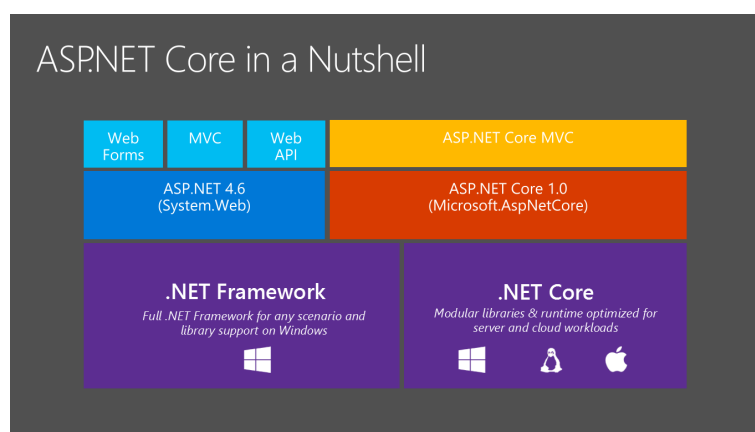 ASP.NET Core in a Nutshell
Web
Forms
MVC
Web
API
ASP.NET Core MVC
ASP.NET 4.6
(System.Web)
ASP.NET Core 1.0
(Microsoft.AspNetCore)
.NET Framework
Full .NET Framework for any scenario and
library support on Windows
.NET Core
Modular libraries & runtime optimized for
server and cloud workloads